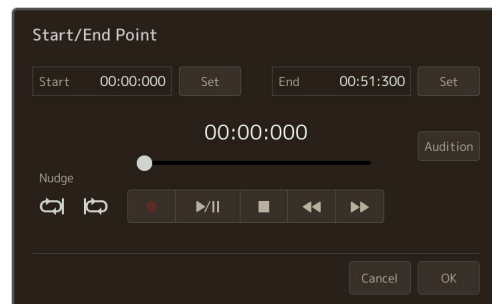 Start/End Point
Start 00:00:000 Set End 00:51:300 Set
00:00:000
Audition
Nudge
Cancel OK